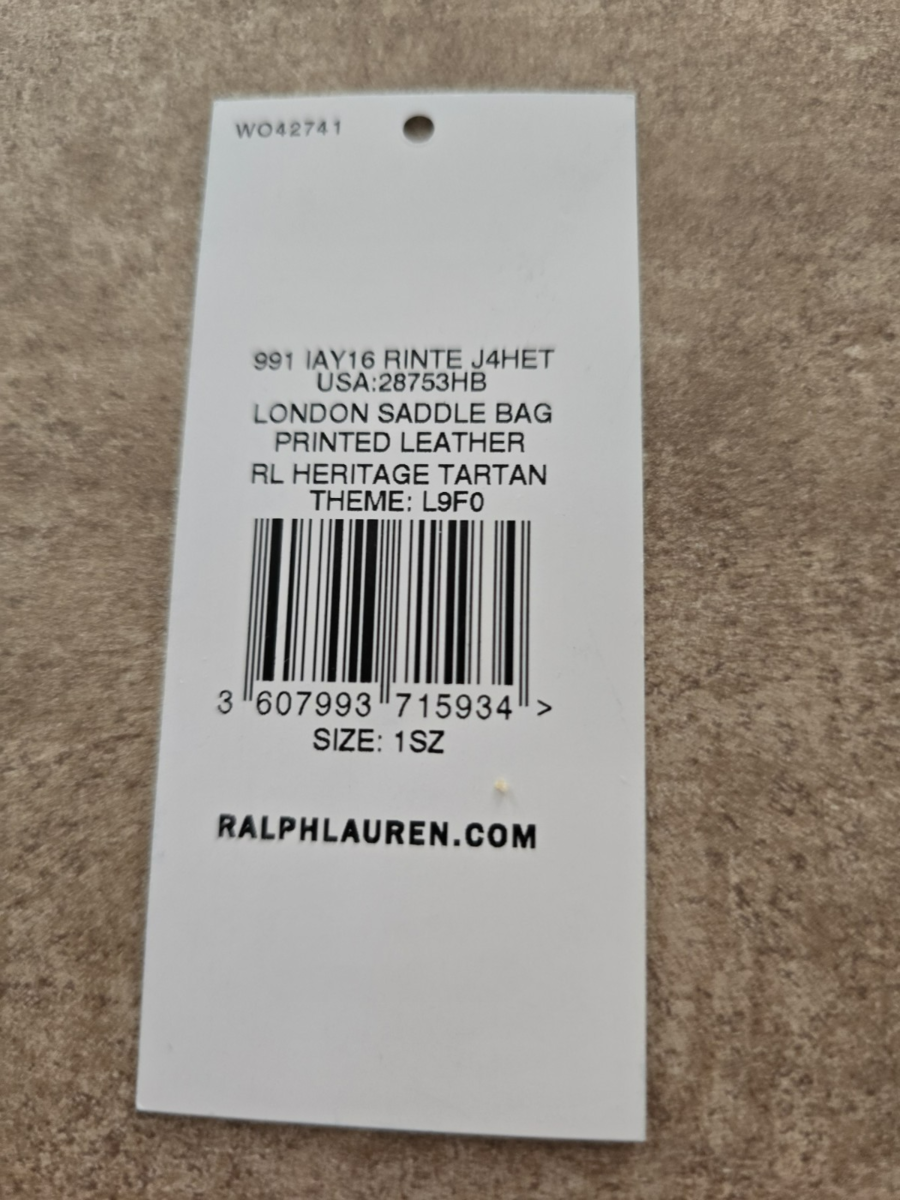 WO42741
991 IAY16 RINTE J4HET
USA:28753HB
LONDON SADDLE BAG
PRINTED LEATHER
RL HERITAGE TARTAN
THEME: L9F0
3 607993 715934 >
SIZE: 1SZ
RALPHLAUREN.COM